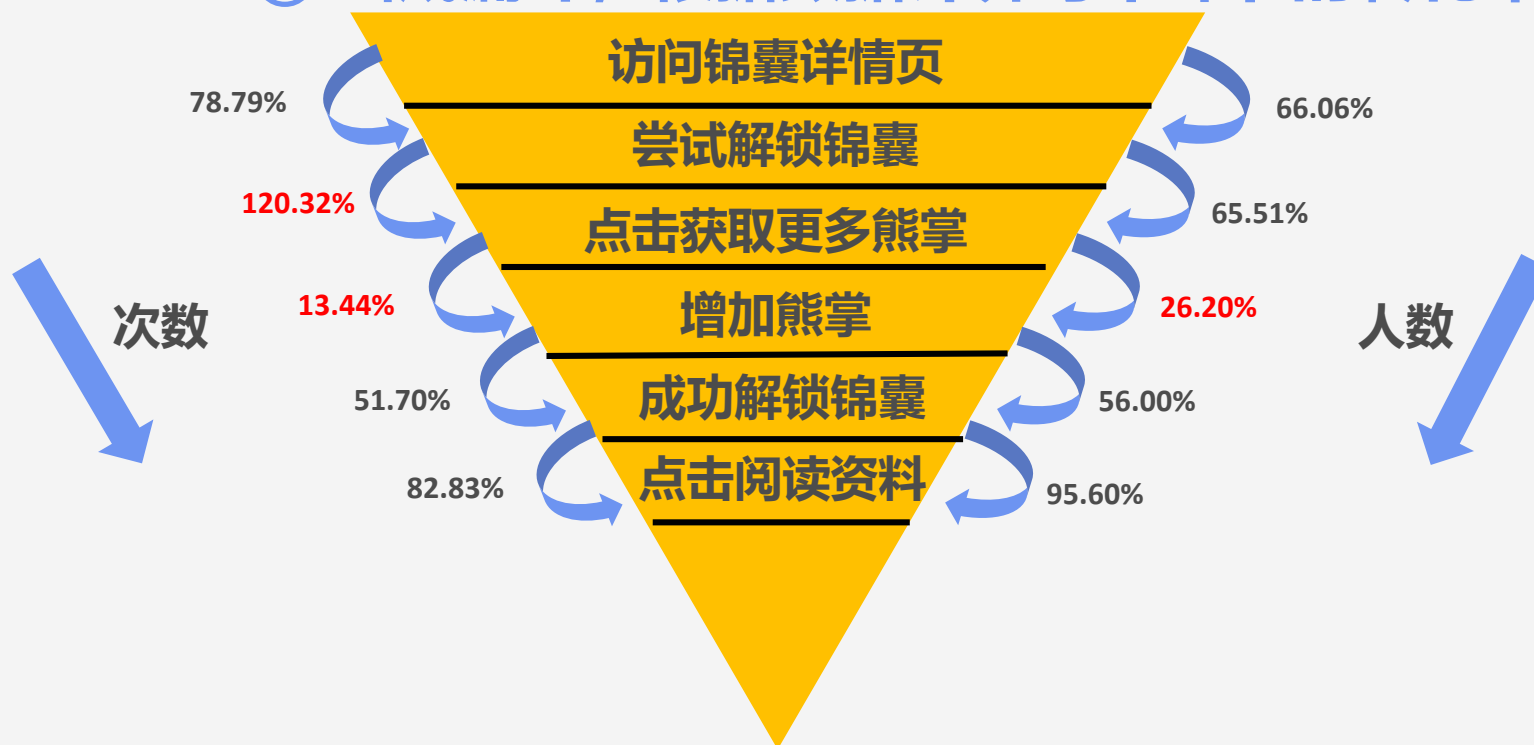 访问锦囊详情页
78.79%
66.06%
尝试解锁锦囊
120.32%
65.51%
点击获取更多熊掌
13.44%
26.20%
次数
增加熊掌
人数
51.70%
56.00%
成功解锁锦囊
82.83%
95.60%
点击阅读资料